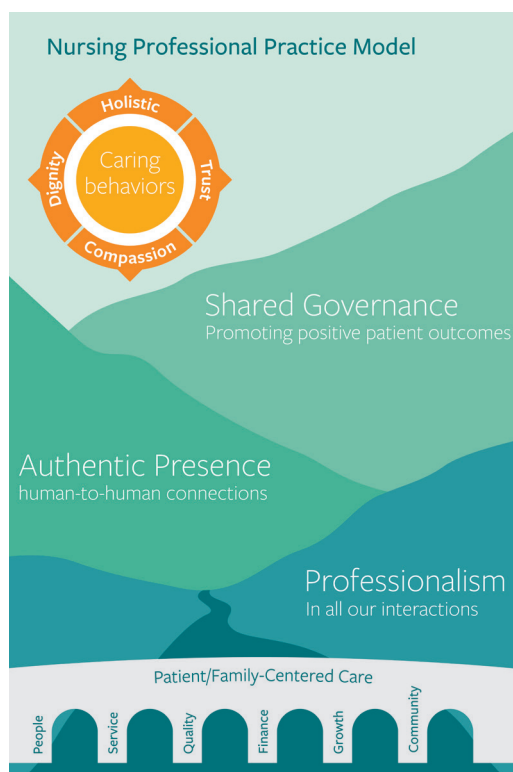 Nursing Professional Practice Model
Holistic
Dignity
Caring
behaviors
Trust
Compassion
Shared Governance
Promoting positive patient outcomes
Authentic Presence
human-to-human connections
Professionalism
In all our interactions
Patient/Family-Centered Care
People
Service
Quality
Finance
Growth
Community